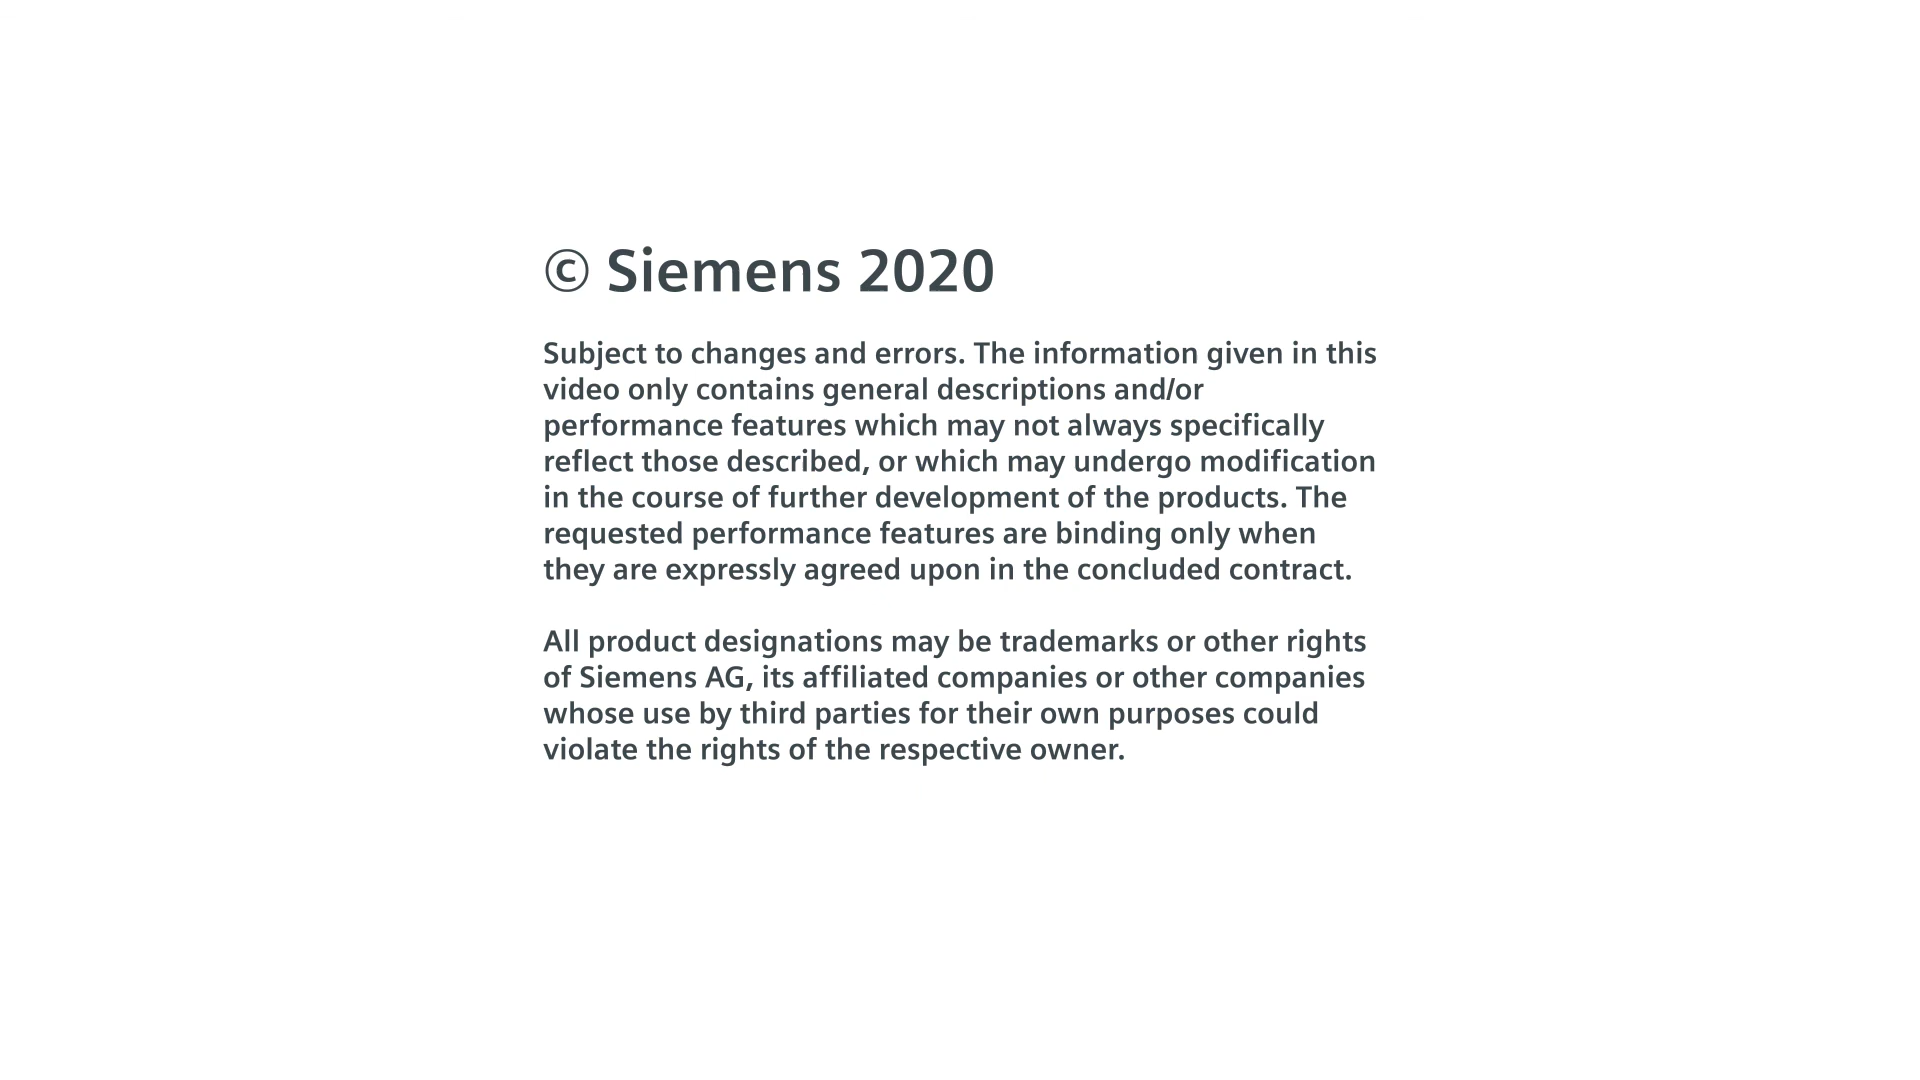 © Siemens 2020
Subject to changes and errors. The information given in this
video only contains general descriptions and/or
performance features which may not always specifically
reflect those described, or which may undergo modification
in the course of further development of the products. The
requested performance features are binding only when
they are expressly agreed upon in the concluded contract.
All product designations may be trademarks or other rights
of Siemens AG, its affiliated companies or other companies
whose use by third parties for their own purposes could
violate the rights of the respective owner.